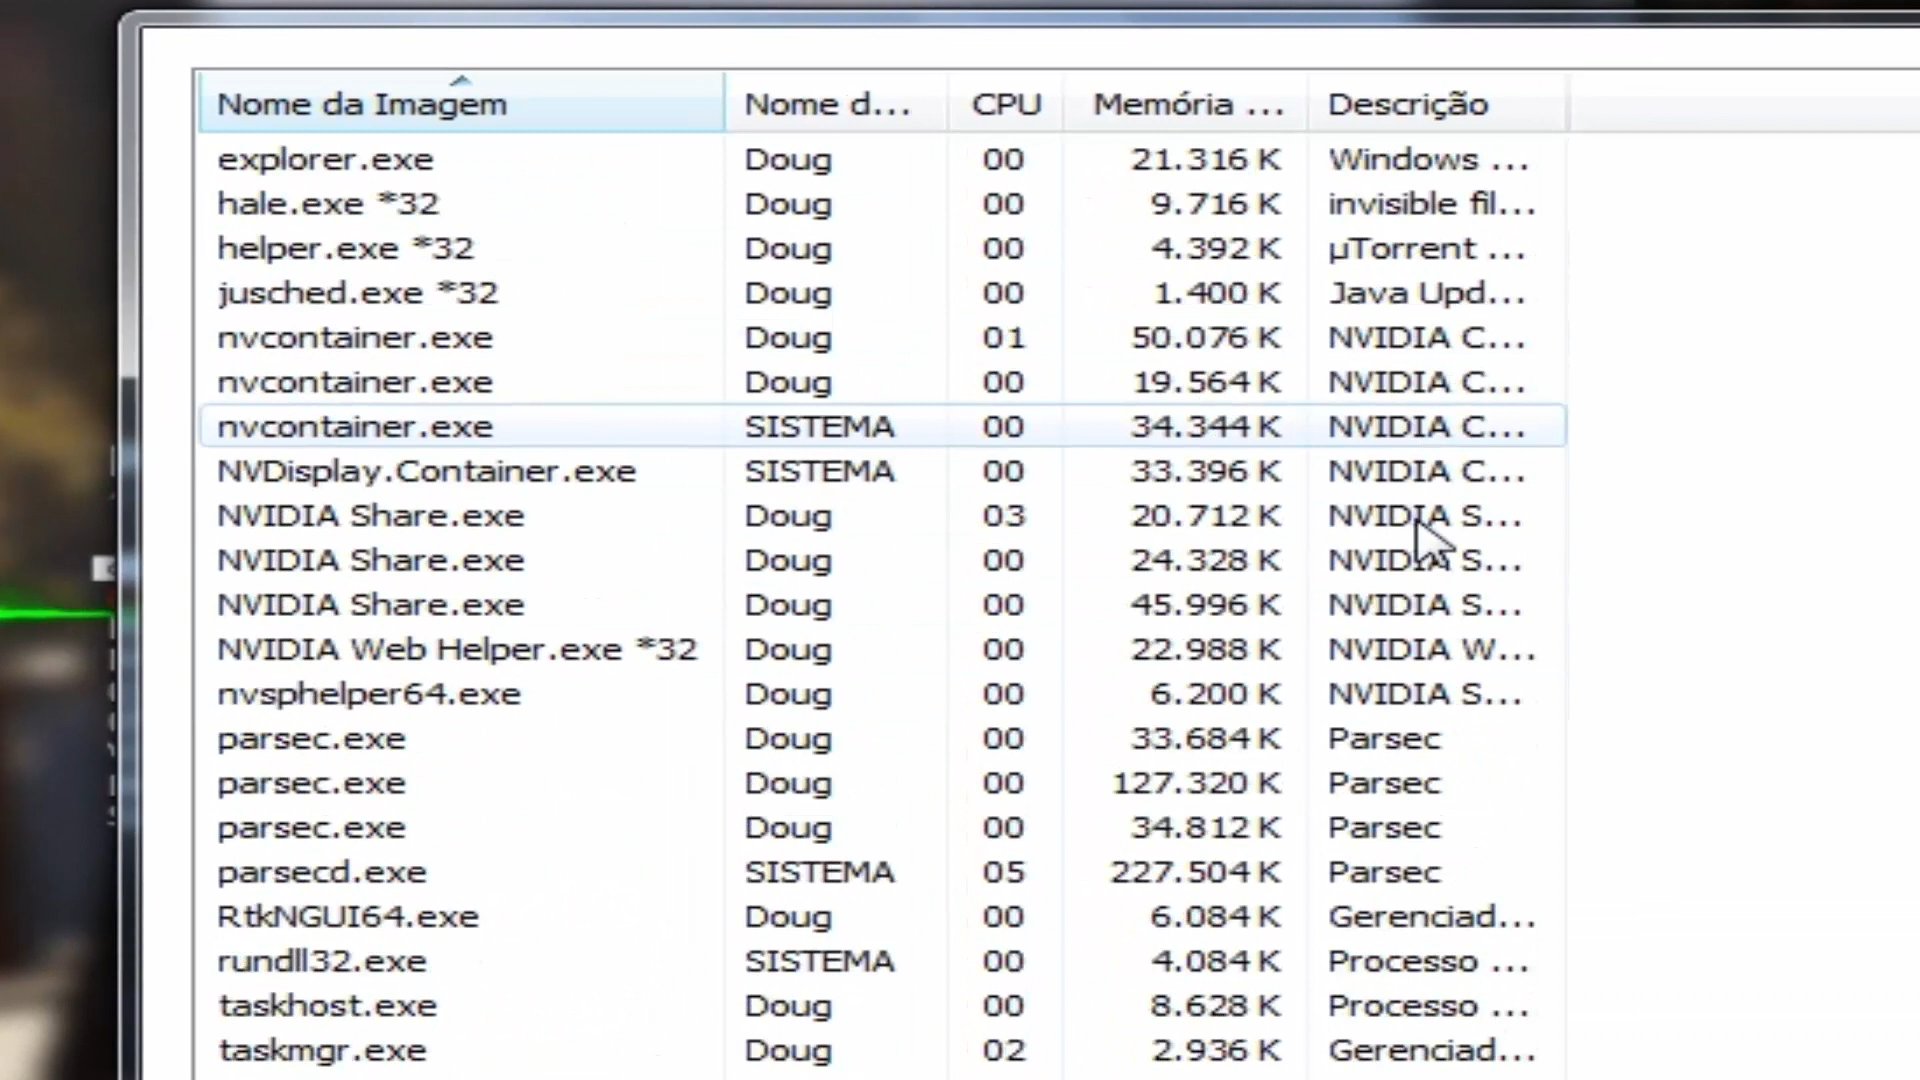 Nome da Imagem Nome d... CPU Memória ... Descrição
explorer.exe Doug 00 21.316 K Windows ...
hale.exe *32 Doug 00 9.716 K invisible fil...
helper.exe *32 Doug 00 4.392 K µTorrent ...
jusched.exe *32 Doug 00 1.400 K Java Upd...
nvcontainer.exe Doug 01 50.076 K NVIDIA C...
nvcontainer.exe Doug 00 19.564 K NVIDIA C...
nvcontainer.exe SISTEMA 00 34.344 K NVIDIA C...
NVDisplay.Container.exe SISTEMA 00 33.396 K NVIDIA C...
NVIDIA Share.exe Doug 03 20.712 K NVIDIA S...
NVIDIA Share.exe Doug 00 24.328 K NVIDIA S...
NVIDIA Share.exe Doug 00 45.996 K NVIDIA S...
NVIDIA Web Helper.exe *32 Doug 00 22.988 K NVIDIA W...
nvsphelper64.exe Doug 00 6.200 K NVIDIA S...
parsec.exe Doug 00 33.684 K Parsec
parsec.exe Doug 00 127.320 K Parsec
parsec.exe Doug 00 34.812 K Parsec
parsecd.exe SISTEMA 05 227.504 K Parsec
RtkNGUI64.exe Doug 00 6.084 K Gerenciad...
rundll32.exe SISTEMA 00 4.084 K Processo ...
taskhost.exe Doug 00 8.628 K Processo ...
taskmgr.exe Doug 02 2.936 K Gerenciad...